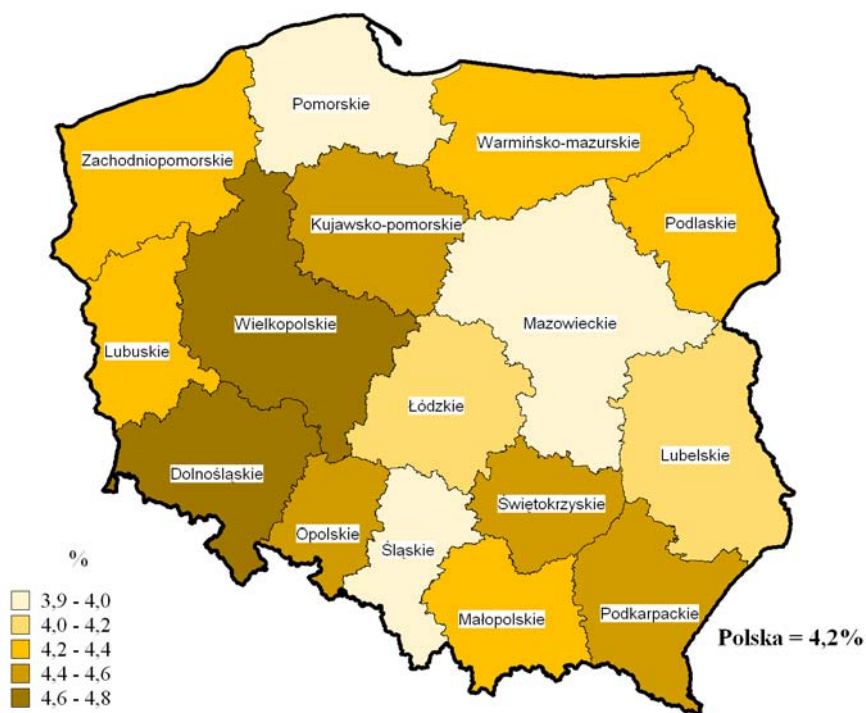 Pomorskie
Warmińsko-mazurskie
Zachodniopomorskie
Podlaskie
Kujawsko-pomorskie
Wielkopolskie
Mazowieckie
Lubuskie
Łódzkie
Lubelskie
Dolnośląskie
Świętokrzyskie
Opolskie
Śląskie
Małopolskie
Podkarpackie
%
3,9 - 4,0
4,0 - 4,2
4,2 - 4,4
4,4 - 4,6
4,6 - 4,8
Polska = 4,2%